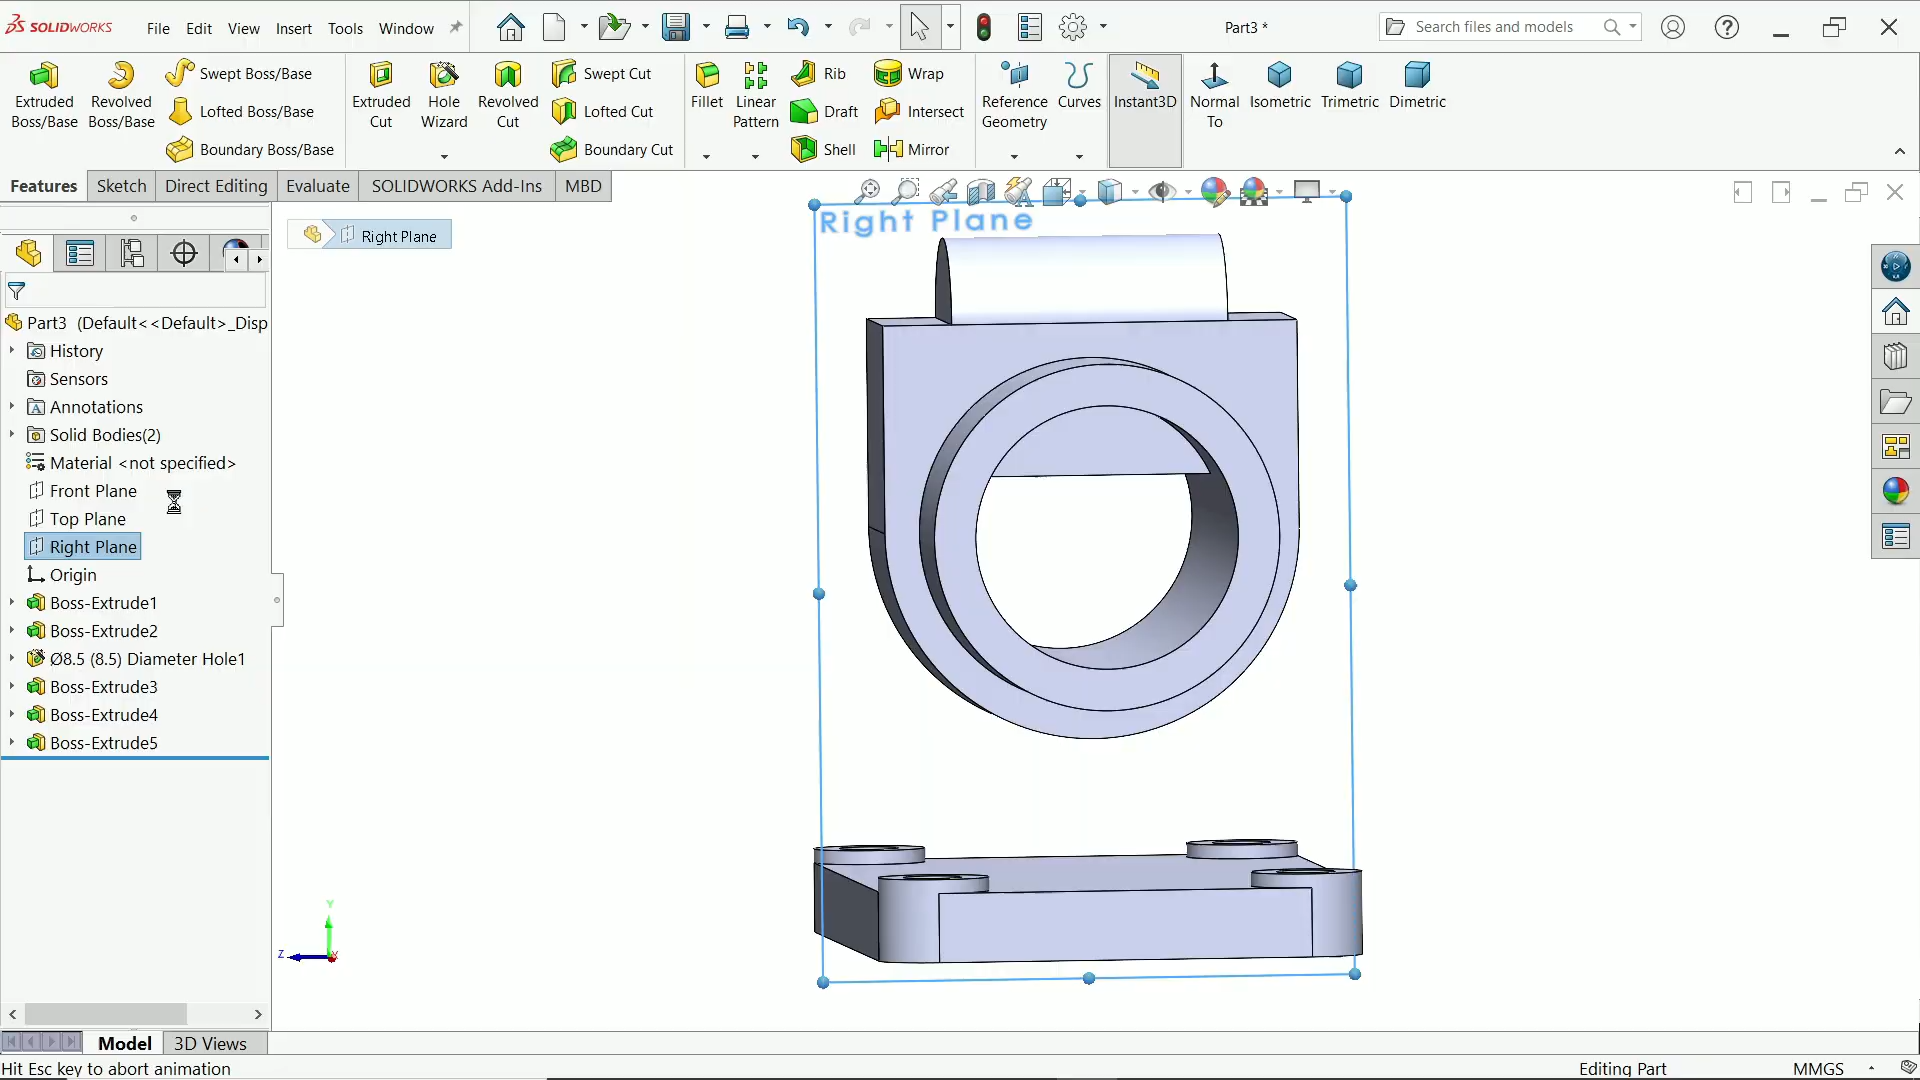 SOLIDWORKS File Edit View Insert Tools Window Part3 * Search files and models
Extruded Boss/Base
Revolved Boss/Base
Swept Boss/Base
Lofted Boss/Base
Boundary Boss/Base
Extruded Cut
Hole Wizard
Revolved Cut
Swept Cut
Lofted Cut
Boundary Cut
Fillet
Linear Pattern
Rib
Draft
Shell
Wrap
Intersect
Mirror
Reference Geometry
Curves
Instant3D
Normal To
Isometric
Trimetric
Dimetric
Features Sketch Direct Editing Evaluate SOLIDWORKS Add-Ins MBD
Right Plane
Right Plane
Part3 (Default<<Default>_Disp
History
Sensors
Annotations
Solid Bodies(2)
Material <not specified>
Front Plane
Top Plane
Right Plane
Origin
Boss-Extrude1
Boss-Extrude2
Ø8.5 (8.5) Diameter Hole1
Boss-Extrude3
Boss-Extrude4
Boss-Extrude5
Y
Z
X
Model 3D Views
Hit Esc key to abort animation Editing Part MMGS